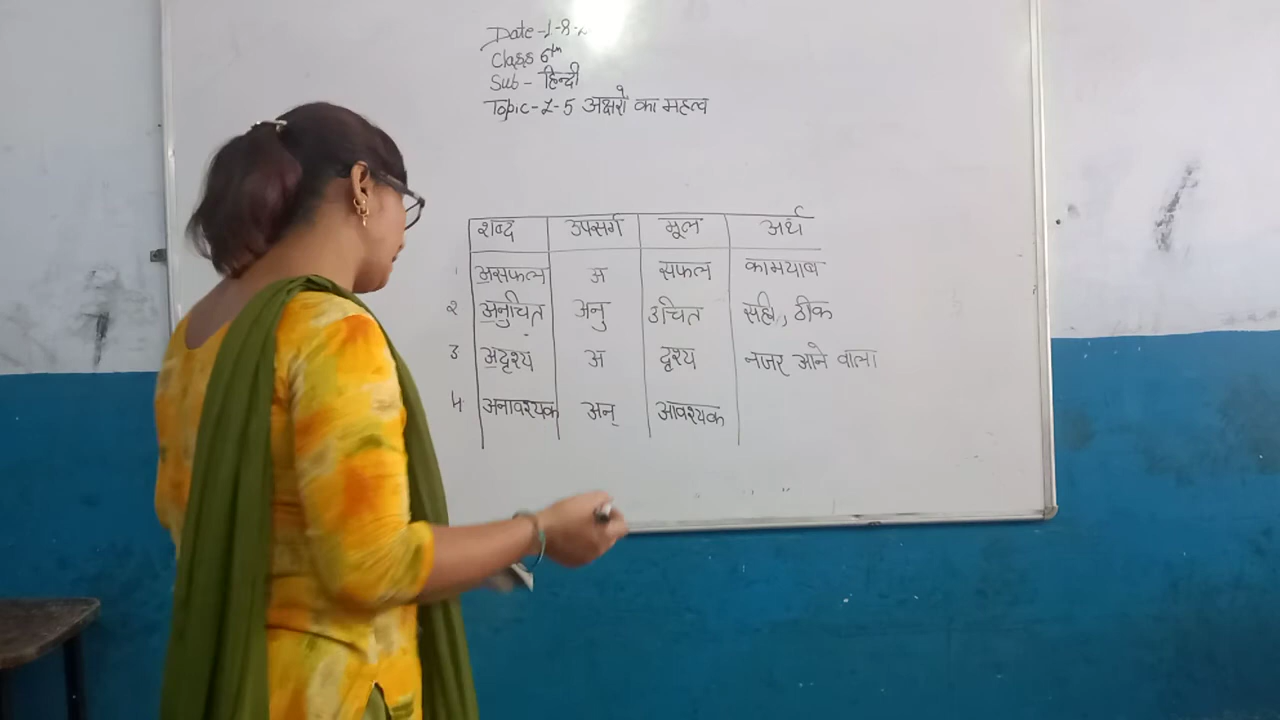 Date-1-8-
Class 6th
Sub- हिन्दी
Topic-L-5 अक्षरों का महत्व
शब्द उपसर्ग मूल अर्थ
1 असफल अ सफल कामयाब
2 अनुचित अनु उचित सही, ठीक
3 अदृश्य अ दृश्य नजर आने वाला
4 अनावश्यक अन् आवश्यक